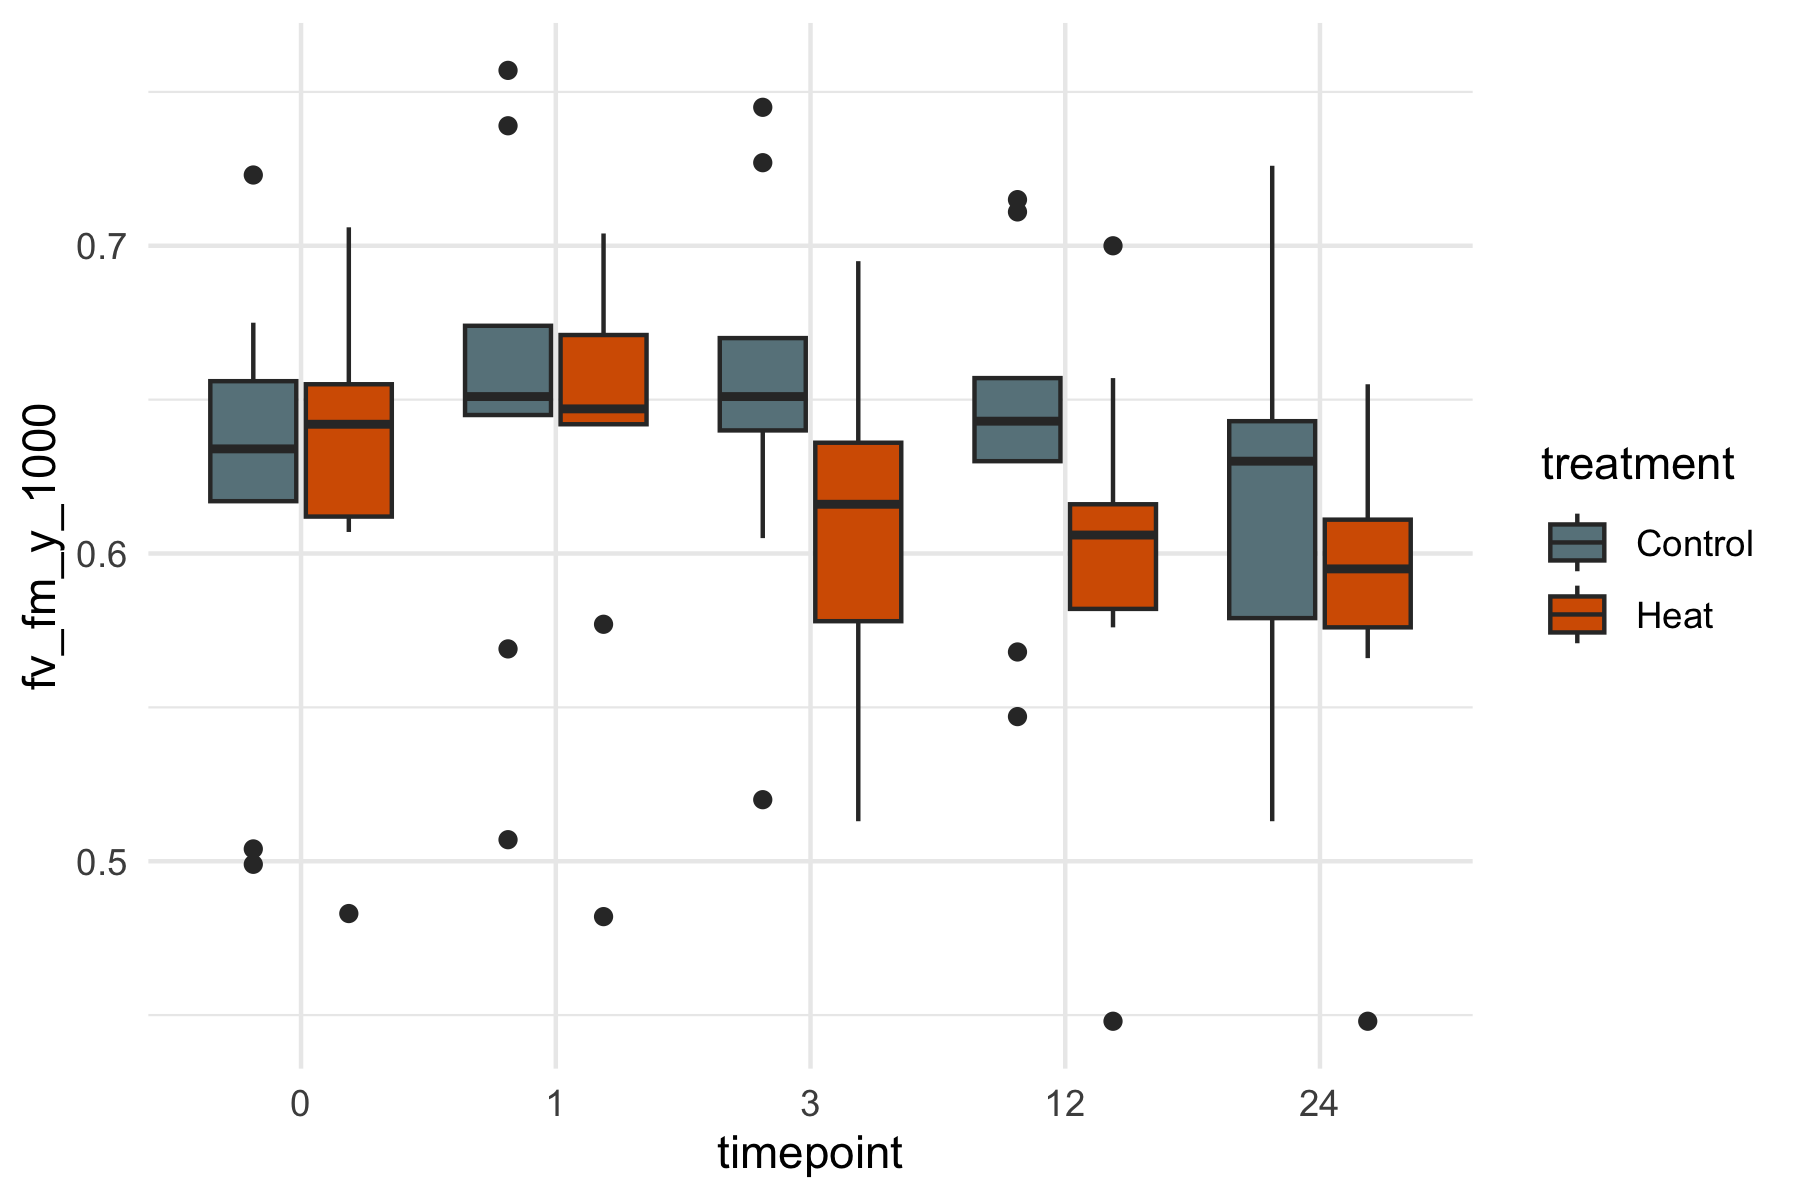 fv_fm_y_1000
0.7
0.6
0.5
0 1 3 12 24
timepoint
treatment
Control
Heat